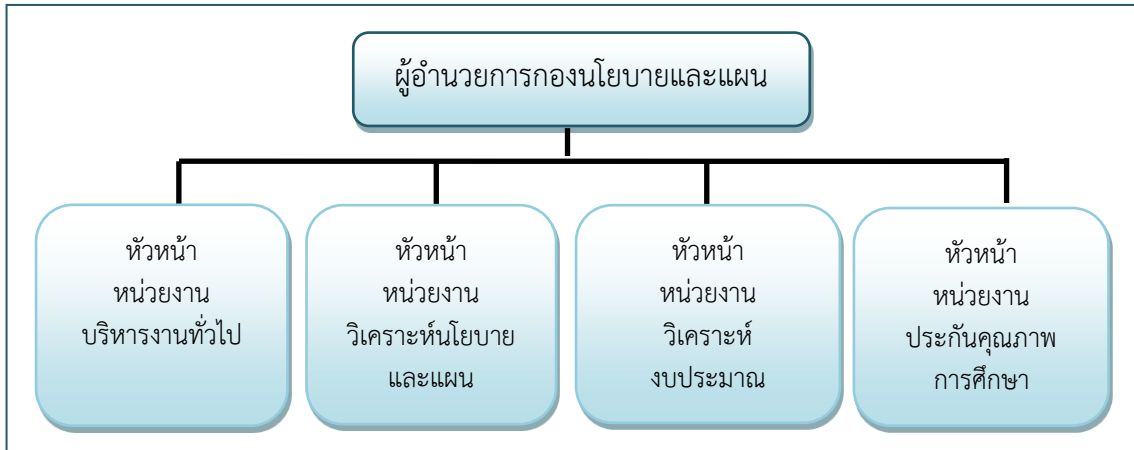 ผู้อำนวยการกองนโยบายและแผน
หัวหน้า
หน่วยงาน
บริหารงานทั่วไป
หัวหน้า
หน่วยงาน
วิเคราะห์นโยบาย
และแผน
หัวหน้า
หน่วยงาน
วิเคราะห์
งบประมาณ
หัวหน้า
หน่วยงาน
ประกันคุณภาพ
การศึกษา